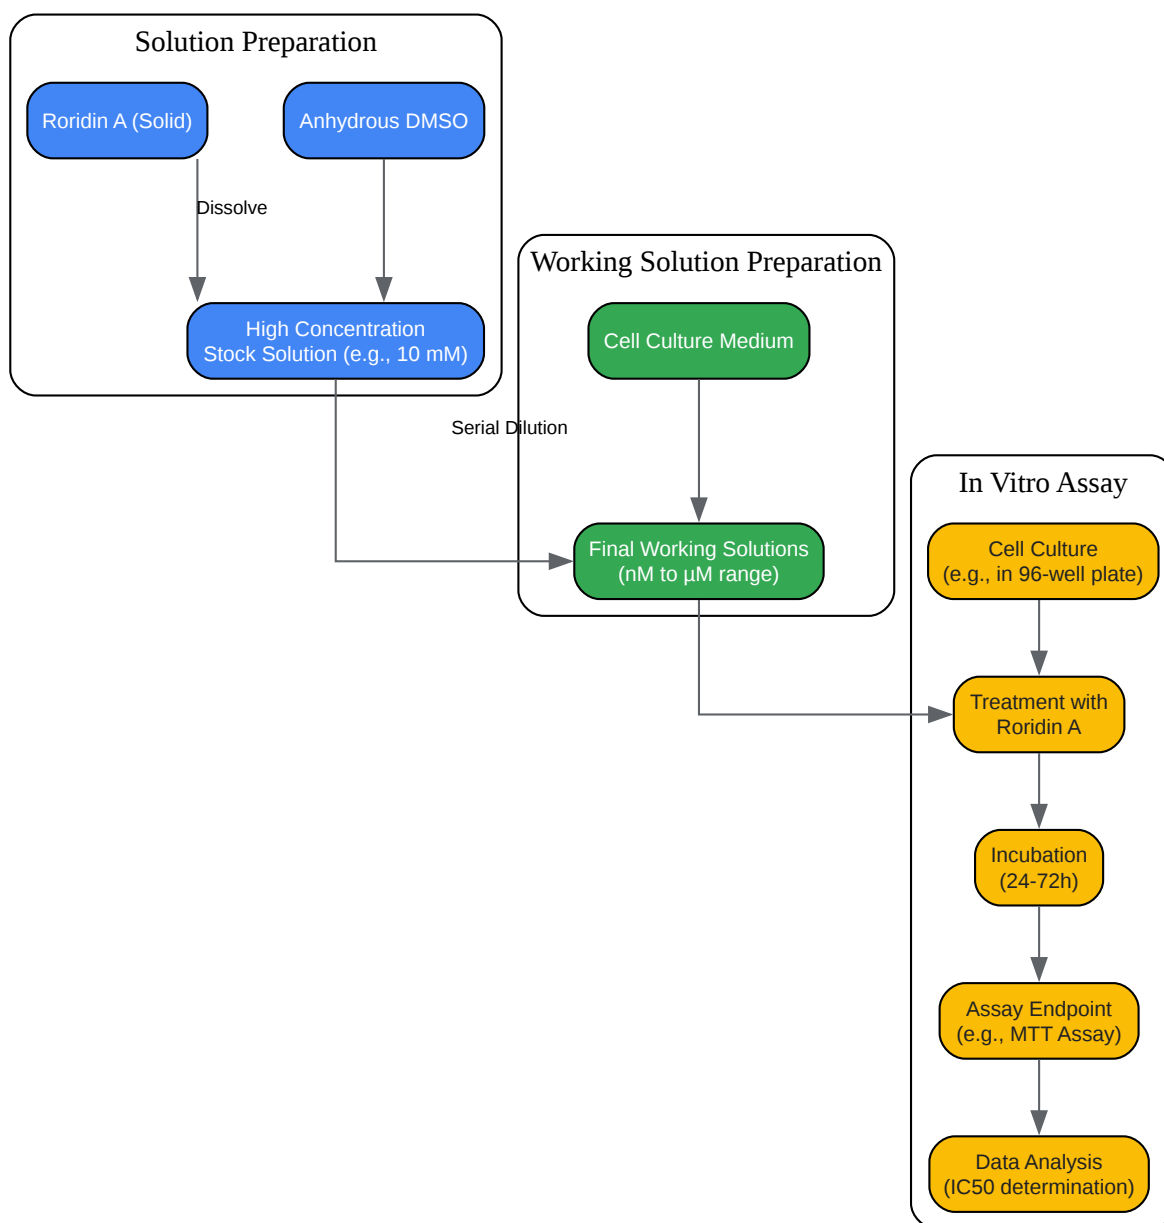 Solution Preparation
Roridin A (Solid)
Anhydrous DMSO
Dissolve
High Concentration
Stock Solution (e.g., 10 mM)
Working Solution Preparation
Cell Culture Medium
Serial Dilution
Final Working Solutions
(nM to µM range)
In Vitro Assay
Cell Culture
(e.g., in 96-well plate)
Treatment with
Roridin A
Incubation
(24-72h)
Assay Endpoint
(e.g., MTT Assay)
Data Analysis
(IC50 determination)